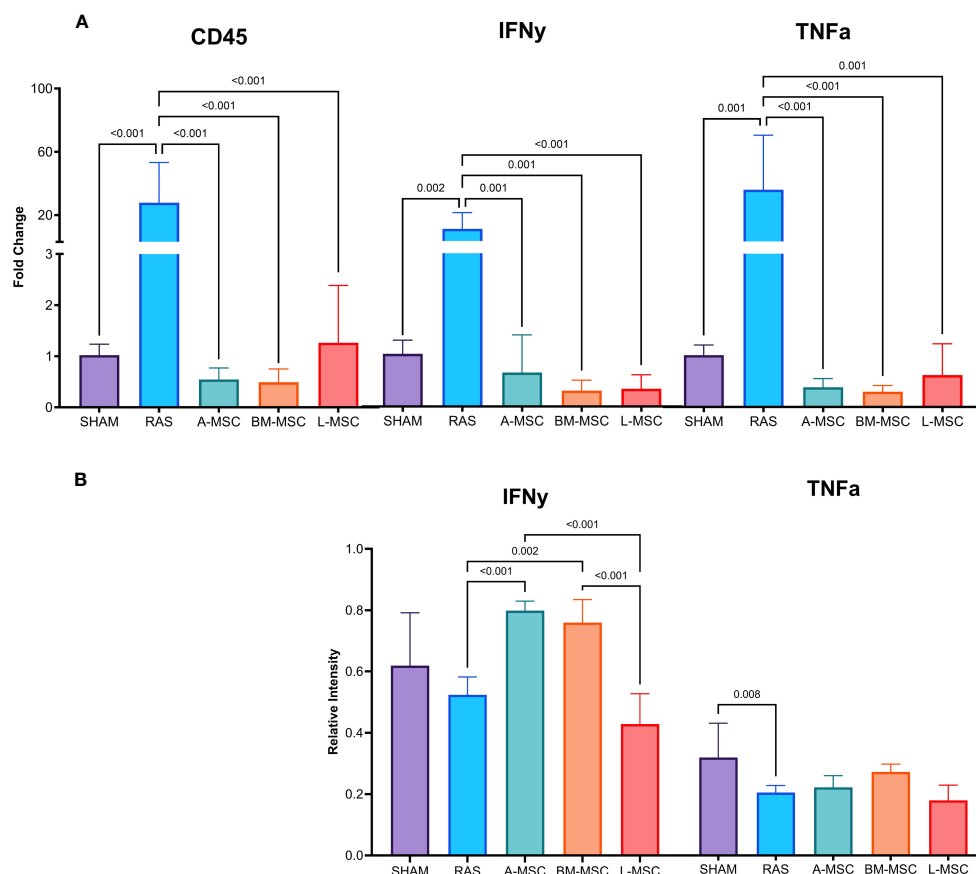 A
CD45
IFNy
TNFa
Fold Change
100
60
20
3
2
1
0
<0.001
<0.001
<0.001
<0.001
<0.001
0.001
0.002
0.001
0.001
<0.001
0.001
<0.001
<0.001
SHAM RAS A-MSC BM-MSC L-MSC SHAM RAS A-MSC BM-MSC L-MSC SHAM RAS A-MSC BM-MSC L-MSC
B
IFNy
TNFa
Relative Intensity
1.0
0.8
0.6
0.4
0.2
0.0
<0.001
0.002
<0.001
<0.001
0.008
SHAM RAS A-MSC BM-MSC L-MSC SHAM RAS A-MSC BM-MSC L-MSC